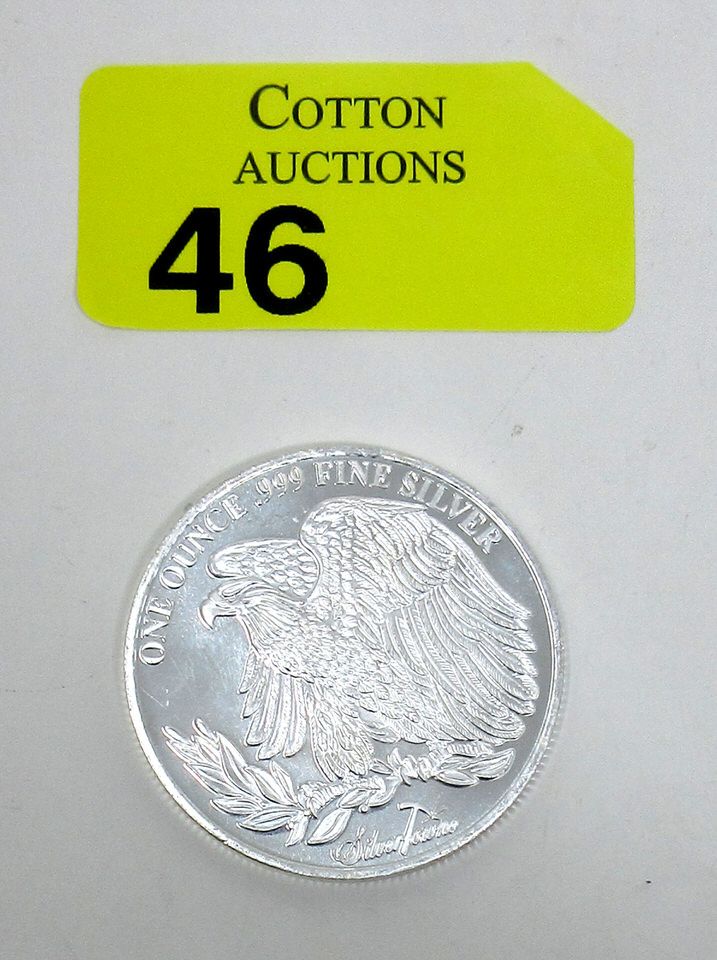 COTTON
AUCTIONS
46
ONE OUNCE .999 FINE SILVER
SilverTowne